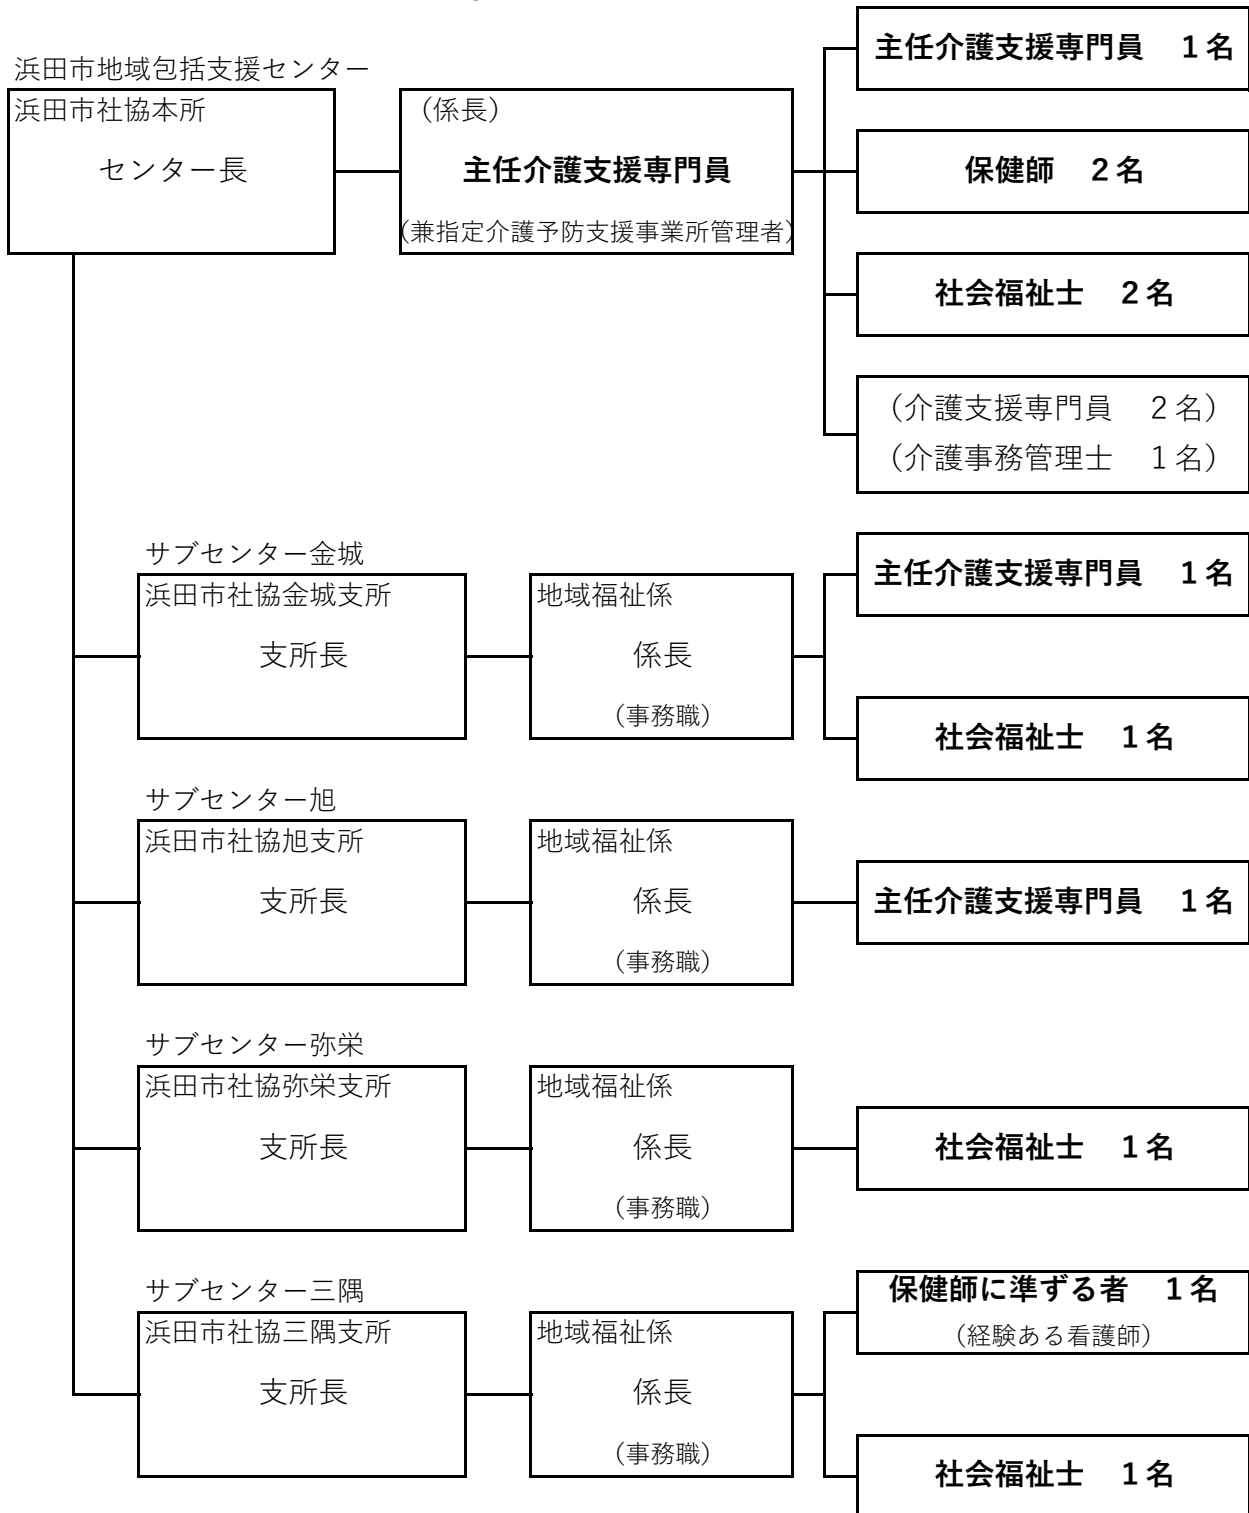 浜田市地域包括支援センター
浜田市社協本所
センター長
（係長）
主任介護支援専門員
（兼指定介護予防支援事業所管理者）
主任介護支援専門員　１名
保健師　２名
社会福祉士　２名
（介護支援専門員　２名）
（介護事務管理士　１名）
サブセンター金城
浜田市社協金城支所
支所長
地域福祉係
係長
（事務職）
主任介護支援専門員　１名
社会福祉士　１名
サブセンター旭
浜田市社協旭支所
支所長
地域福祉係
係長
（事務職）
主任介護支援専門員　１名
サブセンター弥栄
浜田市社協弥栄支所
支所長
地域福祉係
係長
（事務職）
社会福祉士　１名
サブセンター三隅
浜田市社協三隅支所
支所長
地域福祉係
係長
（事務職）
保健師に準ずる者　１名
（経験ある看護師）
社会福祉士　１名